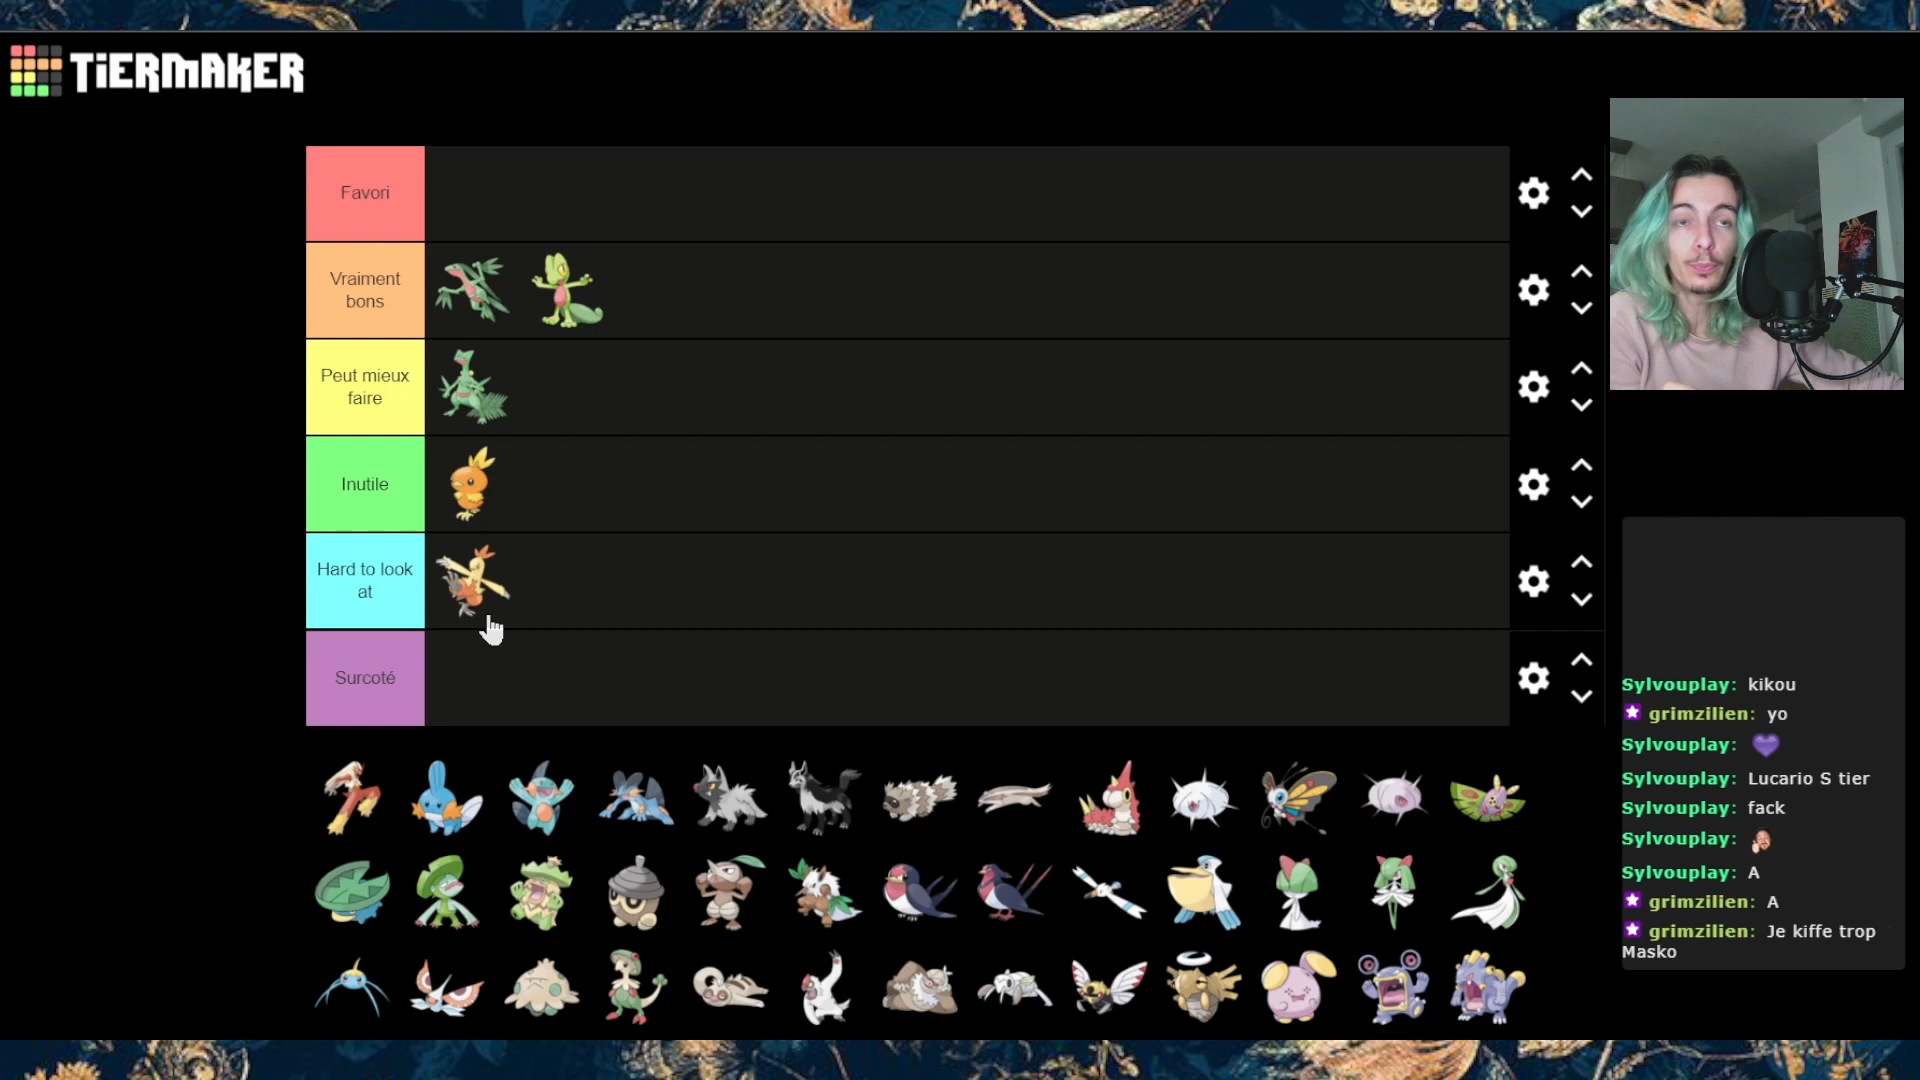 TiERMAKER
Favori
Vraiment
bons
Peut mieux
faire
Inutile
Hard to look
at
Surcoté
Sylvouplay: kikou
grimzilien: yo
Sylvouplay:
Sylvouplay: Lucario S tier
Sylvouplay: fack
Sylvouplay:
Sylvouplay: A
grimzilien: A
grimzilien: Je kiffe trop
Masko